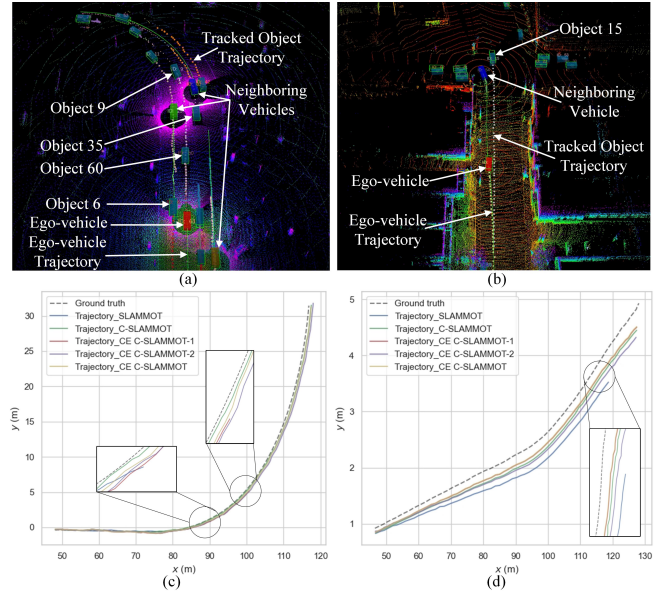 Tracked Object
Trajectory
Neighboring
Vehicles
Object 9
Object 35
Object 60
Object 6
Ego-vehicle
Ego-vehicle
Trajectory
(a)
Object 15
Neighboring
Vehicle
Tracked Object
Trajectory
Ego-vehicle
Ego-vehicle
Trajectory
(b)
Ground truth
Trajectory_SLAMMOT
Trajectory_C-SLAMMOT
Trajectory_CE C-SLAMMOT-1
Trajectory_CE C-SLAMMOT-2
Trajectory_CE C-SLAMMOT
y (m)
30
25
20
15
10
5
0
50 60 70 80 90 100 110 120
x (m)
(c)
Ground truth
Trajectory_SLAMMOT
Trajectory_C-SLAMMOT
Trajectory_CE C-SLAMMOT-1
Trajectory_CE C-SLAMMOT-2
Trajectory_CE C-SLAMMOT
y (m)
5
4
3
2
1
50 60 70 80 90 100 110 120 130
x (m)
(d)